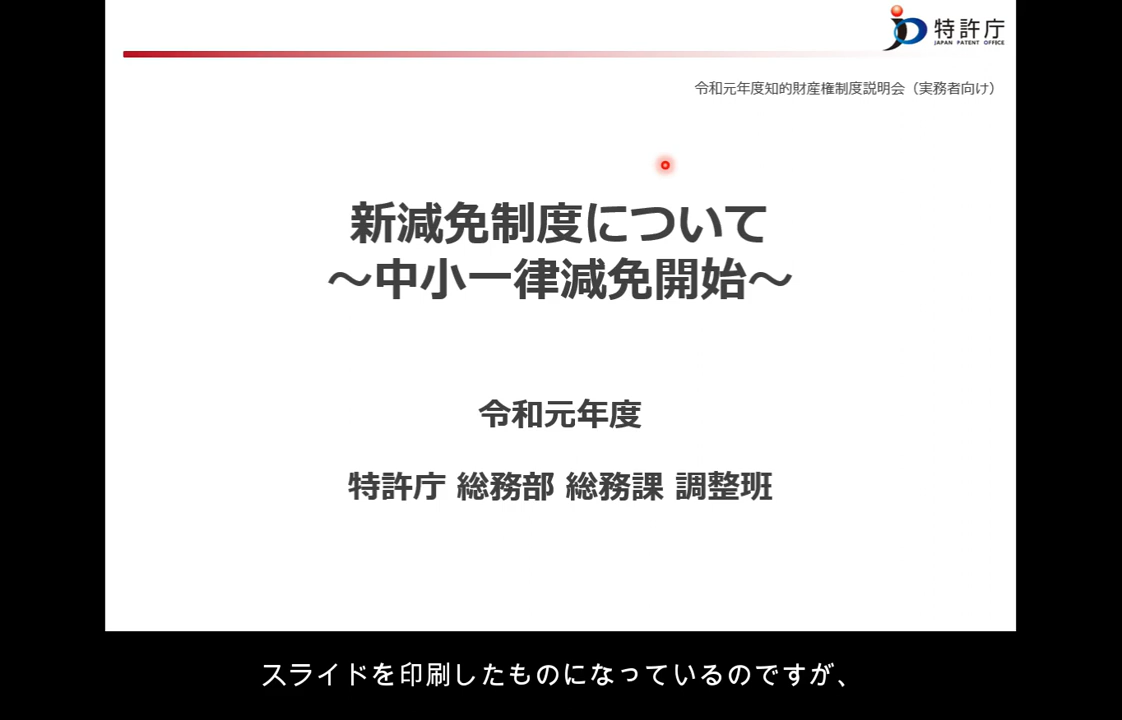 特許庁
JAPAN PATENT OFFICE
令和元年度知的財産権制度説明会（実務者向け）
新減免制度について
～中小一律減免開始～
令和元年度
特許庁 総務部 総務課 調整班
スライドを印刷したものになっているのですが、